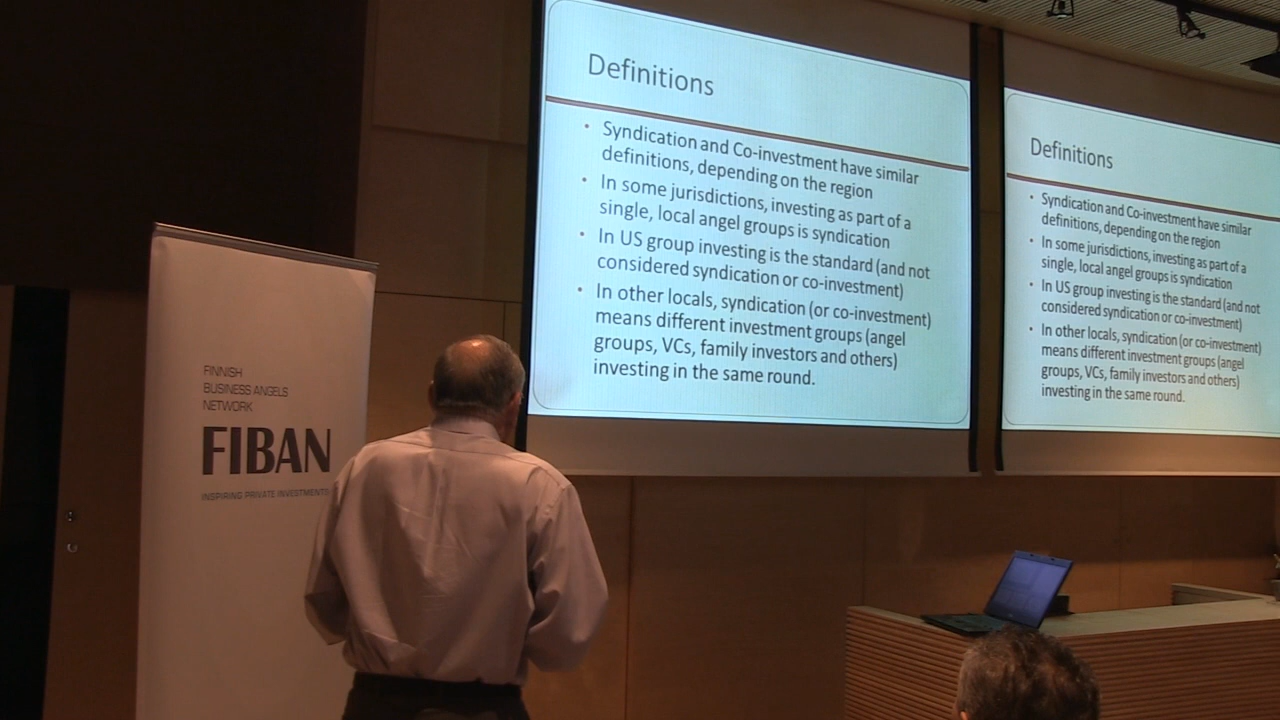 FINNISH
BUSINESS ANGELS
NETWORK
FIBAN
INSPIRING PRIVATE INVESTMENTS
Definitions
• Syndication and Co-investment have similar
definitions, depending on the region
• In some jurisdictions, investing as part of a
single, local angel groups is syndication
• In US group investing is the standard (and not
considered syndication or co-investment)
• In other locals, syndication (or co-investment)
means different investment groups (angel
groups, VCs, family investors and others)
investing in the same round.
Definitions
• Syndication and Co-investment have similar
definitions, depending on the region
• In some jurisdictions, investing as part of a
single, local angel groups is syndication
• In US group investing is the standard (and not
considered syndication or co-investment)
• In other locals, syndication (or co-investment)
means different investment groups (angel
groups, VCs, family investors and others)
investing in the same round.